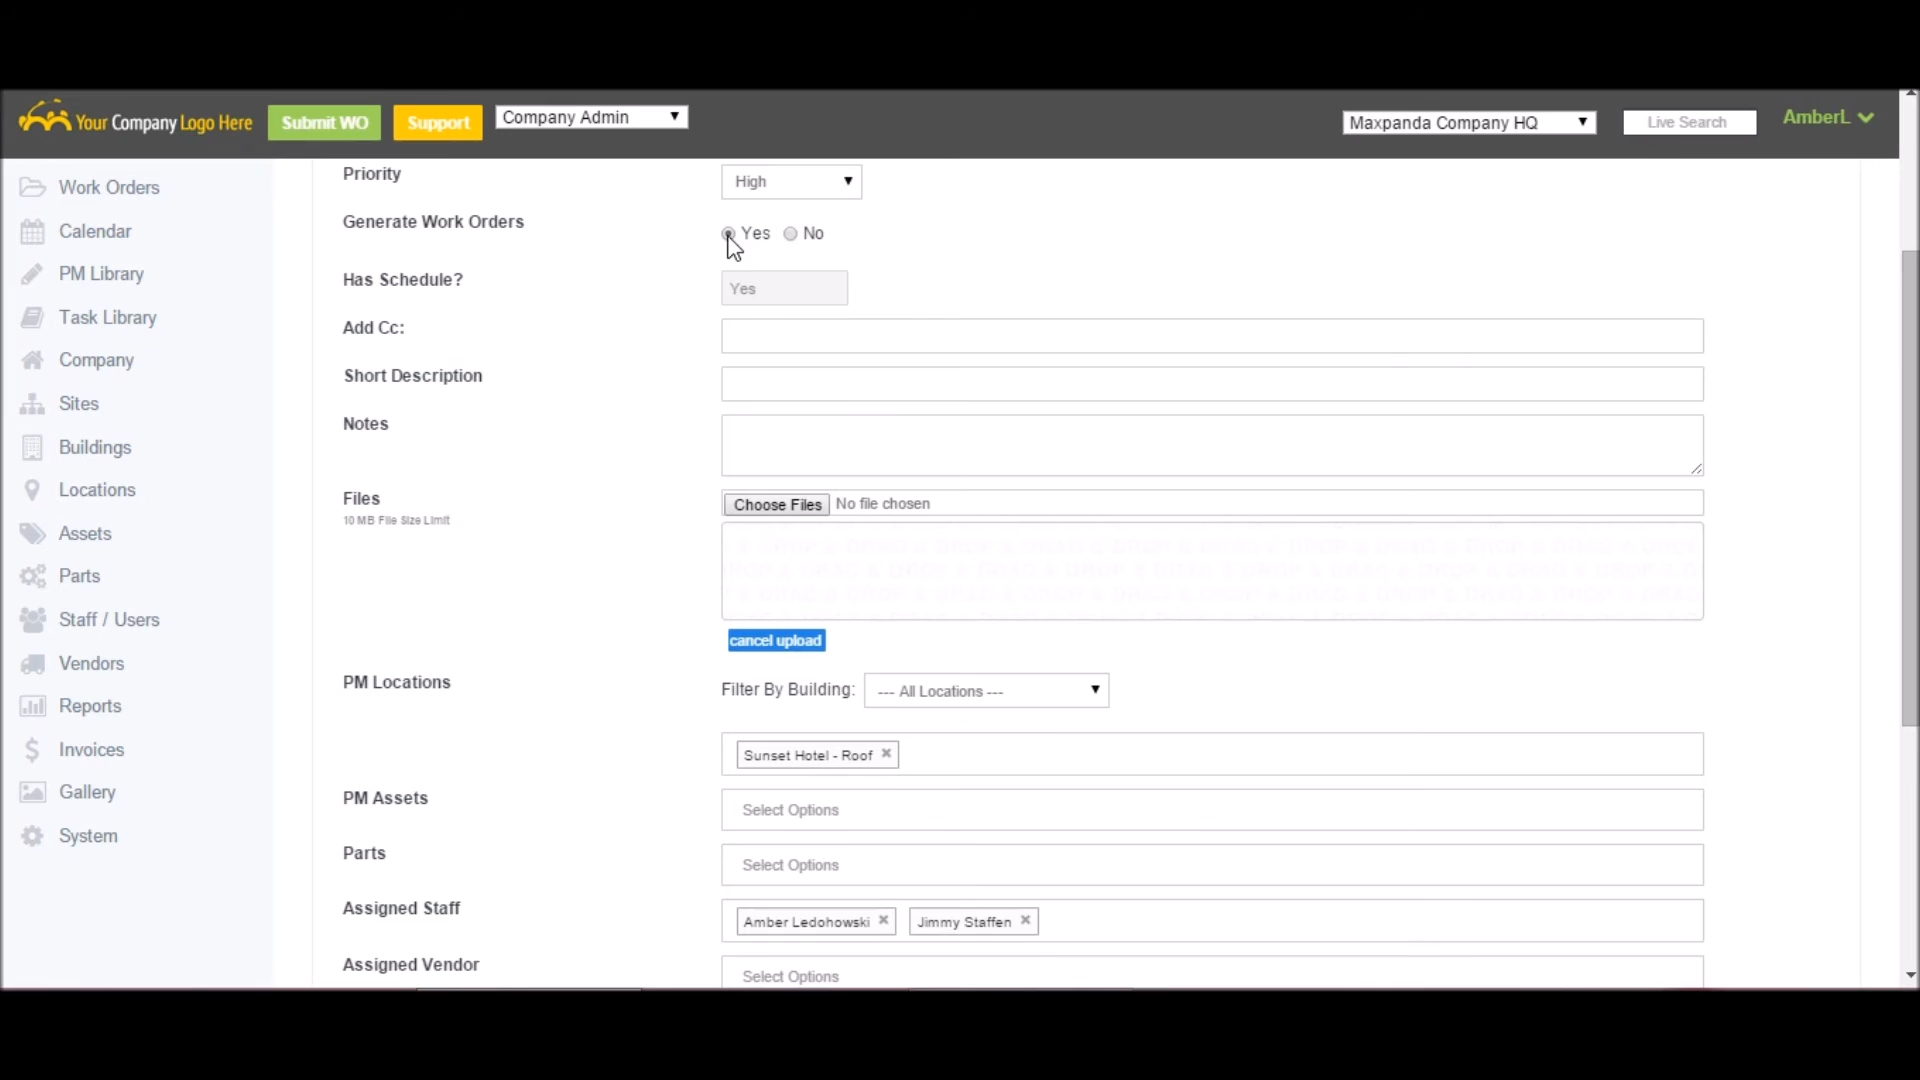 Your Company Logo Here
Submit WO
Support
Company Admin
Maxpanda Company HQ
Live Search
AmberL
Work Orders
Calendar
PM Library
Task Library
Company
Sites
Buildings
Locations
Assets
Parts
Staff / Users
Vendors
Reports
Invoices
Gallery
System
Priority
High
Generate Work Orders
Yes No
Has Schedule?
Yes
Add Cc:
Short Description
Notes
Files
10 MB File Size Limit
Choose Files No file chosen
cancel upload
PM Locations
Filter By Building: --- All Locations ---
Sunset Hotel - Roof
PM Assets
Select Options
Parts
Select Options
Assigned Staff
Amber Ledohowski Jimmy Staffen
Assigned Vendor
Select Options